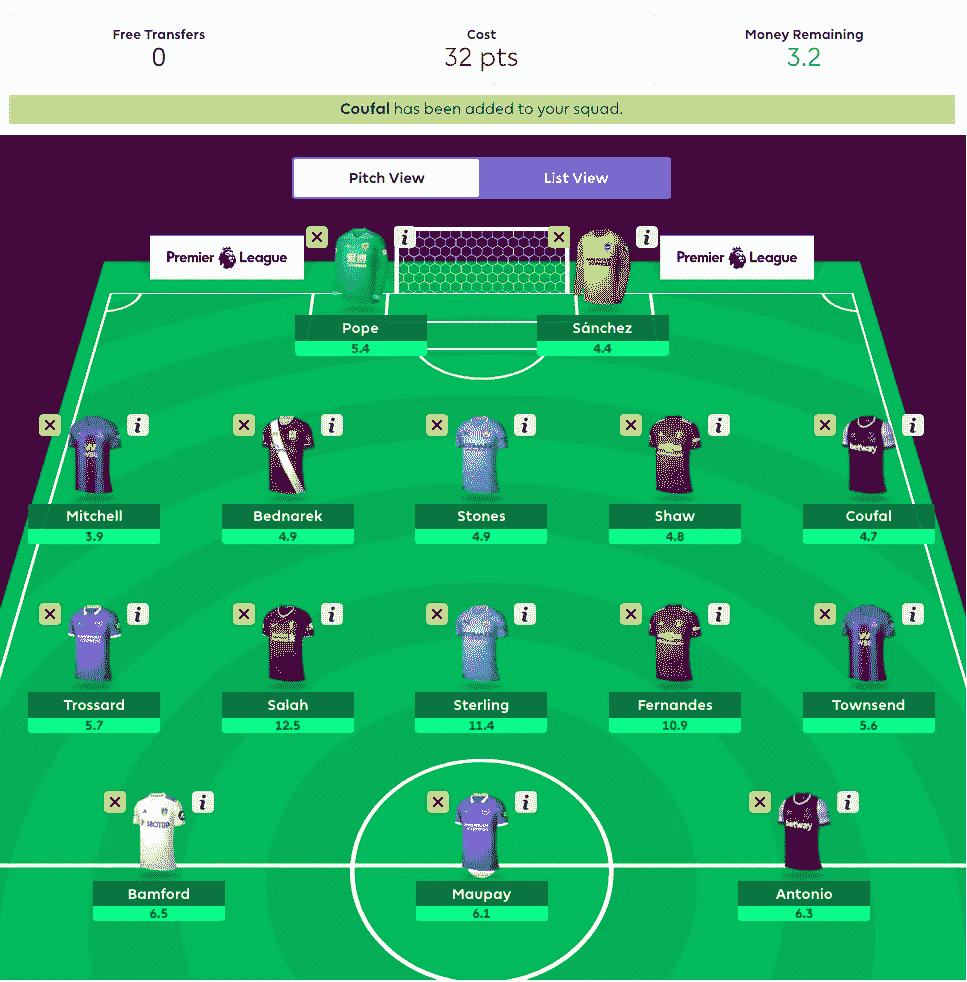 Free Transfers Cost Money Remaining
0 32 pts 3.2
Coufal has been added to your squad.
Pitch View List View
Premier League Premier League
Pope Sánchez
5.4 4.4
Mitchell Bednarek Stones Shaw Coufal
3.9 4.9 4.9 4.8 4.7
betway
Trossard Salah Sterling Fernandes Townsend
5.7 12.5 11.4 10.9 5.6
SBOTOP betway
Bamford Maupay Antonio
6.5 6.1 6.3